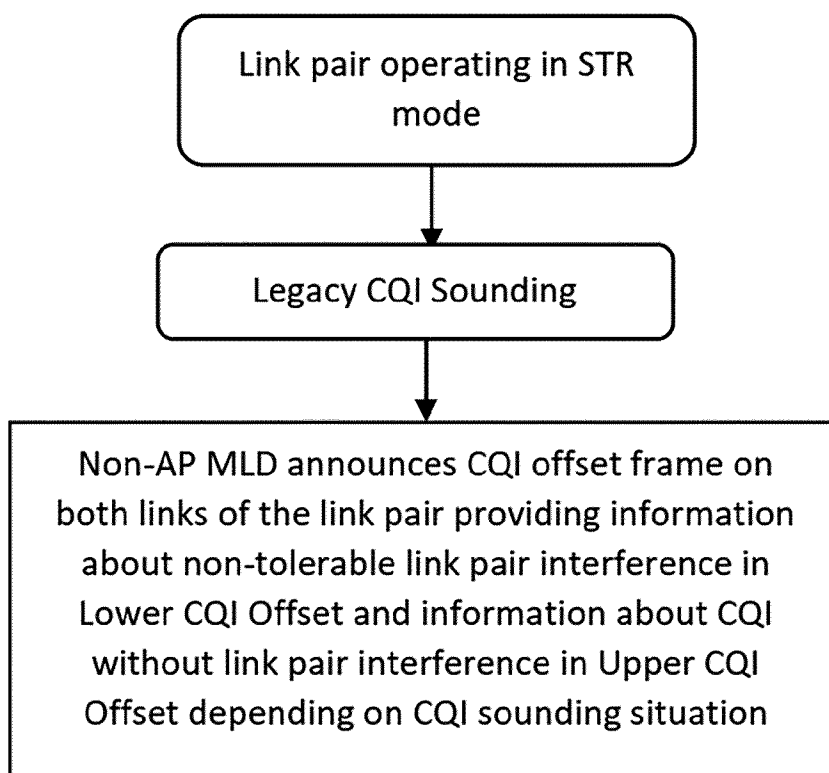 Link pair operating in STR
mode
Legacy CQI Sounding
Non-AP MLD announces CQI offset frame on
both links of the link pair providing information
about non-tolerable link pair interference in
Lower CQI Offset and information about CQI
without link pair interference in Upper CQI
Offset depending on CQI sounding situation